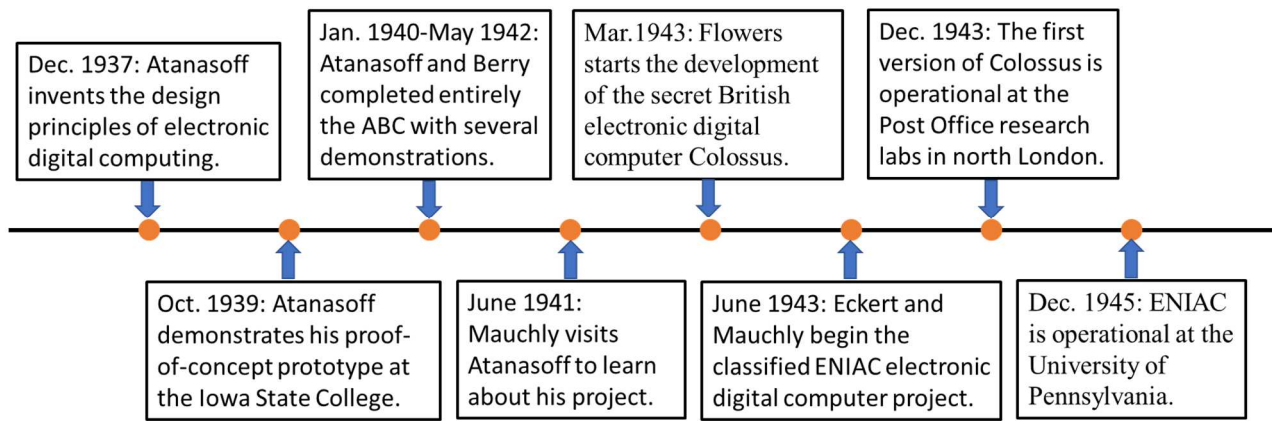 Dec. 1937: Atanasoff
invents the design
principles of electronic
digital computing.
Oct. 1939: Atanasoff
demonstrates his proof-
of-concept prototype at
the Iowa State College.
Jan. 1940-May 1942:
Atanasoff and Berry
completed entirely
the ABC with several
demonstrations.
June 1941:
Mauchly visits
Atanasoff to learn
about his project.
Mar.1943: Flowers
starts the development
of the secret British
electronic digital
computer Colossus.
June 1943: Eckert and
Mauchly begin the
classified ENIAC electronic
digital computer project.
Dec. 1943: The first
version of Colossus is
operational at the
Post Office research
labs in north London.
Dec. 1945: ENIAC
is operational at the
University of
Pennsylvania.